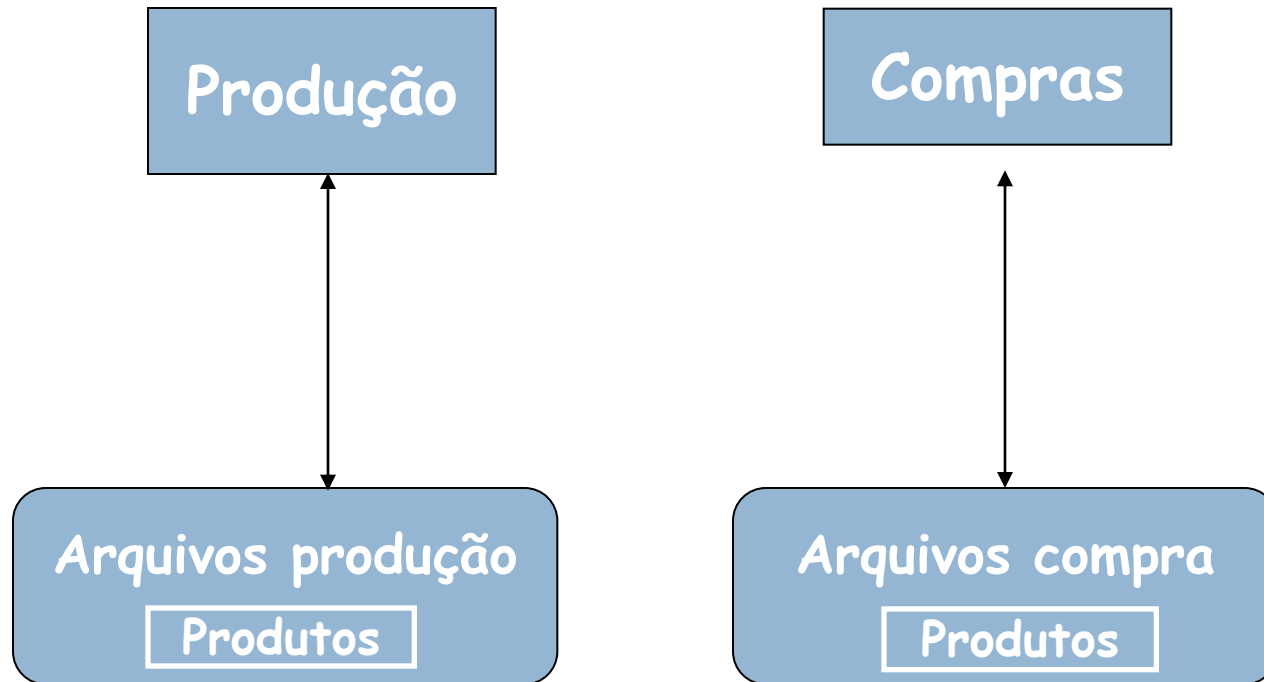 Produção
Compras
Arquivos produção
Produtos
Arquivos compra
Produtos